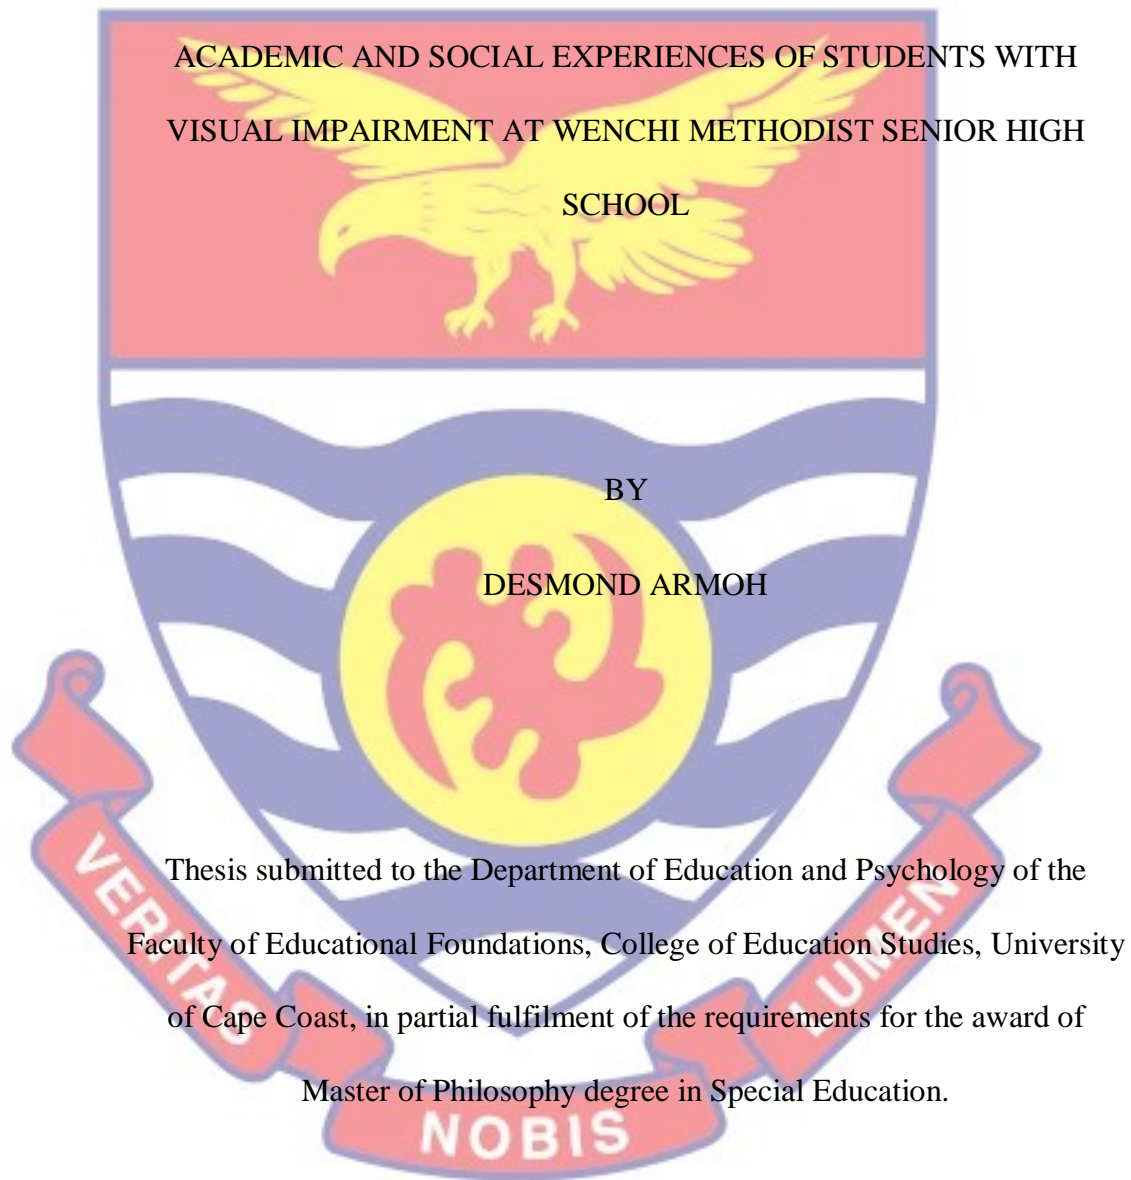 ACADEMIC AND SOCIAL EXPERIENCES OF STUDENTS WITH
VISUAL IMPAIRMENT AT WENCHI METHODIST SENIOR HIGH
SCHOOL
BY
DESMOND ARMOH
Thesis submitted to the Department of Education and Psychology of the
Faculty of Educational Foundations, College of Education Studies, University
of Cape Coast, in partial fulfilment of the requirements for the award of
Master of Philosophy degree in Special Education.
VERITAS
NOBIS
LUMEN